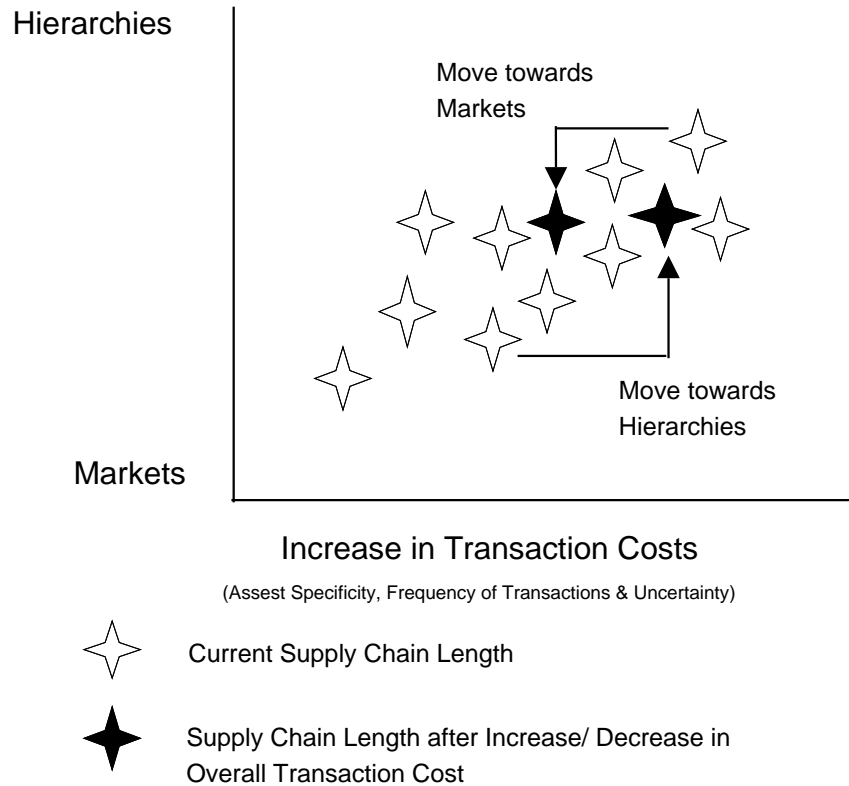 Hierarchies
Move towards
Markets
Move towards
Hierarchies
Markets
Increase in Transaction Costs
(Assest Specificity, Frequency of Transactions & Uncertainty)
Current Supply Chain Length
Supply Chain Length after Increase/ Decrease in
Overall Transaction Cost